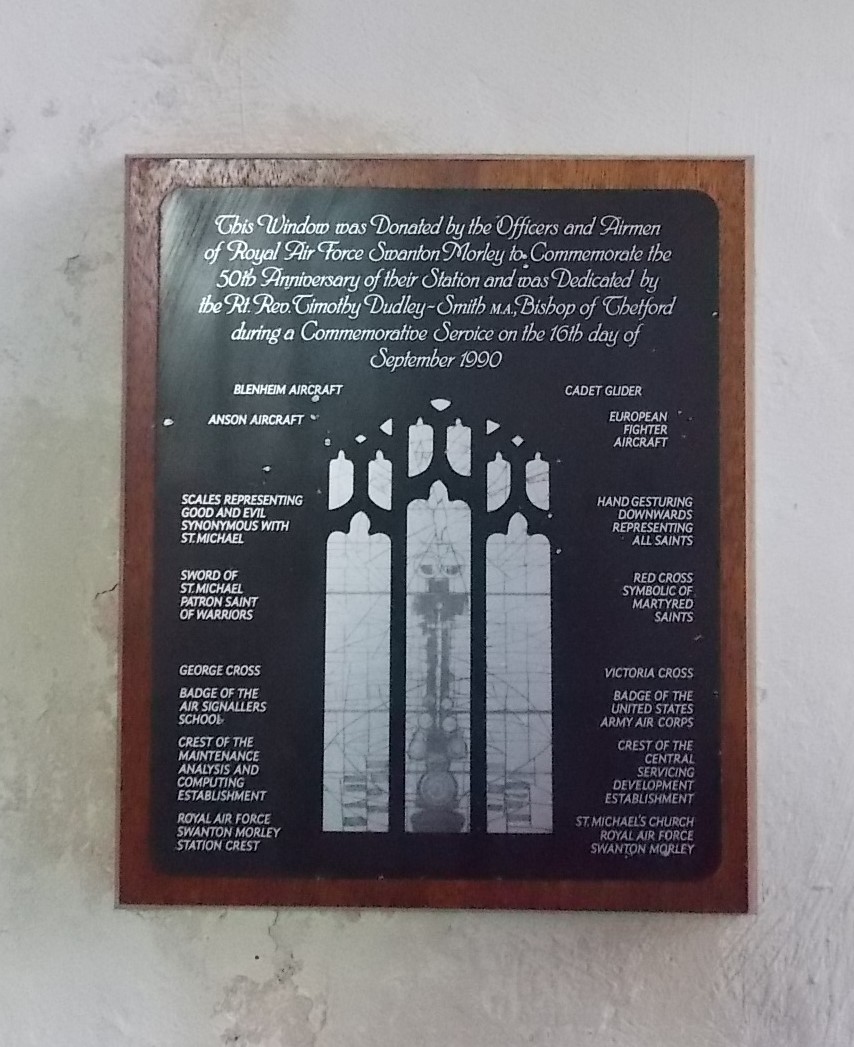 This Window was Donated by the Officers and Airmen
of Royal Air Force Swanton Morley to Commemorate the
50th Anniversary of their Station and was Dedicated by
the Rt. Rev. Timothy Dudley-Smith M.A., Bishop of Thetford
during a Commemorative Service on the 16th day of
September 1990
BLENHEIM AIRCRAFT
ANSON AIRCRAFT
SCALES REPRESENTING
GOOD AND EVIL
SYNONYMOUS WITH
ST. MICHAEL
SWORD OF
ST. MICHAEL
PATRON SAINT
OF WARRIORS
GEORGE CROSS
BADGE OF THE
AIR SIGNALLERS
SCHOOL
CREST OF THE
MAINTENANCE
ANALYSIS AND
COMPUTING
ESTABLISHMENT
ROYAL AIR FORCE
SWANTON MORLEY
STATION CREST
CADET GLIDER
EUROPEAN
FIGHTER
AIRCRAFT
HAND GESTURING
DOWNWARDS
REPRESENTING
ALL SAINTS
RED CROSS
SYMBOLIC OF
MARTYRED
SAINTS
VICTORIA CROSS
BADGE OF THE
UNITED STATES
ARMY AIR CORPS
CREST OF THE
CENTRAL
SERVICING
DEVELOPMENT
ESTABLISHMENT
ST. MICHAEL'S CHURCH
ROYAL AIR FORCE
SWANTON MORLEY